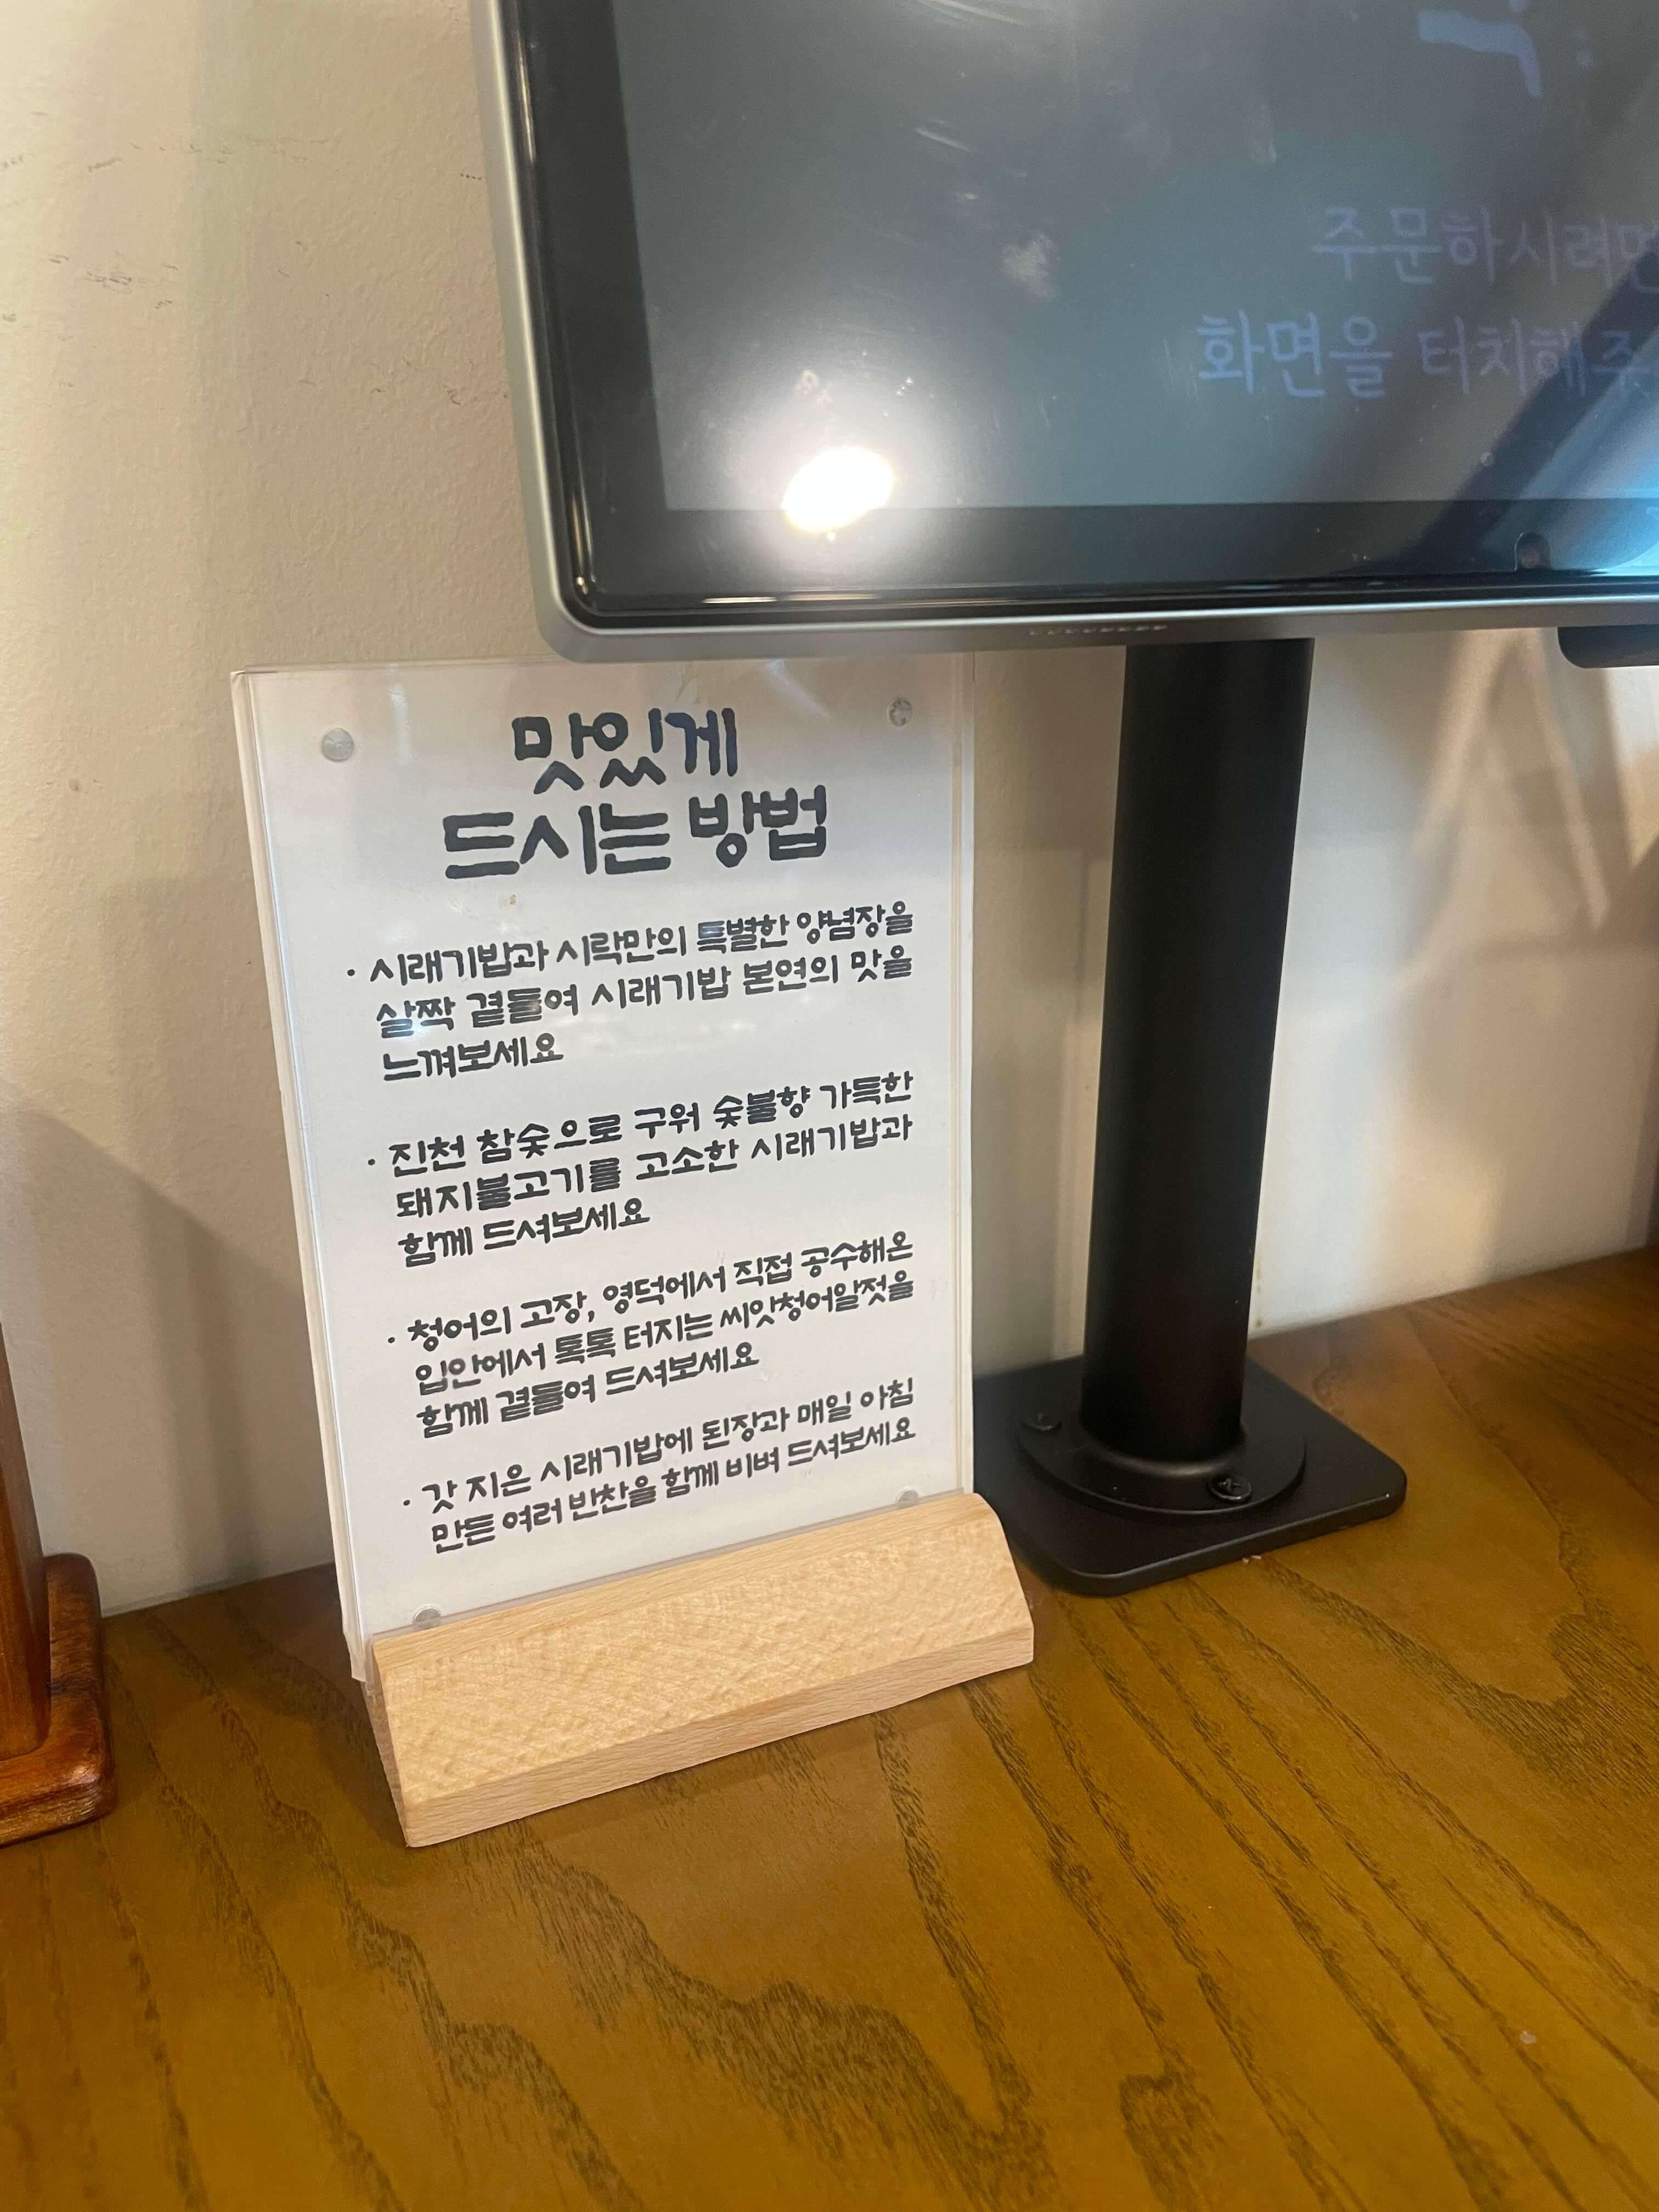 주문하시려면
화면을 터치해주
맛있게
드시는 방법
· 시래기밥과 시락만의 특별한 양념장을
살짝 곁들여 시래기밥 본연의 맛을
느껴보세요
· 진천 참숯으로 구워 숯불향 가득한
돼지불고기를 고소한 시래기밥과
함께 드셔보세요
· 청어의 고장, 영덕에서 직접 공수해온
입안에서 톡톡 터지는 씨앗청어알젓을
함께 곁들여 드셔보세요
· 갓 지은 시래기밥에 된장과 매일 아침
만든 여러 반찬을 함께 비벼 드셔보세요